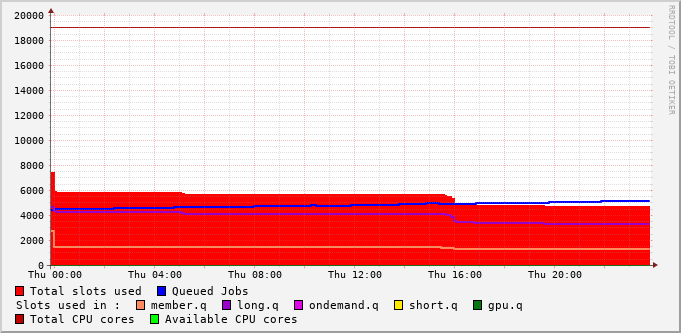 RRDTOOL / TOBI OETIKER
20000
18000
16000
14000
12000
10000
8000
6000
4000
2000
0
Thu 00:00 Thu 04:00 Thu 08:00 Thu 12:00 Thu 16:00 Thu 20:00
Total slots used Queued Jobs
Slots used in : member.q long.q ondemand.q short.q gpu.q
Total CPU cores Available CPU cores